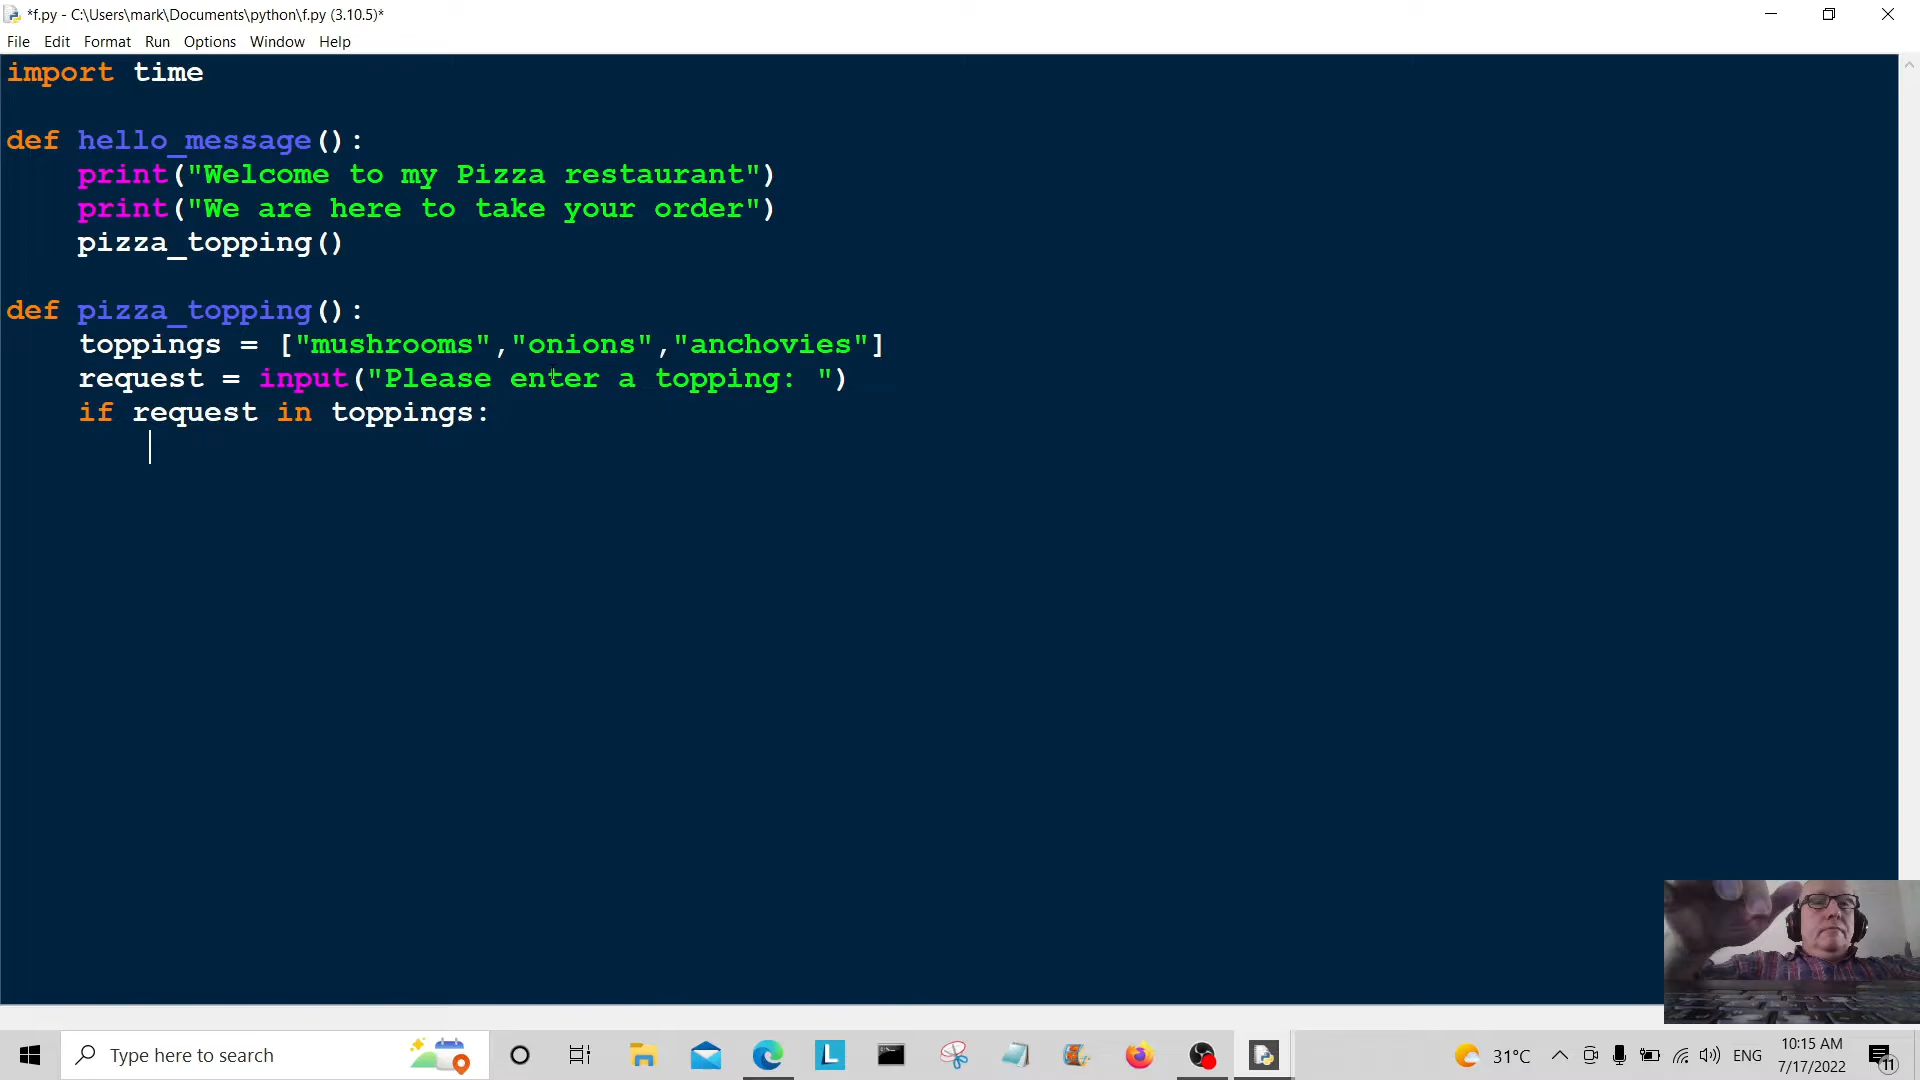 *f.py - C:\Users\mark\Documents\python\f.py (3.10.5)*
File Edit Format Run Options Window Help
import time
def hello_message():
    print("Welcome to my Pizza restaurant")
    print("We are here to take your order")
    pizza_topping()
def pizza_topping():
    toppings = ["mushrooms","onions","anchovies"]
    request = input("Please enter a topping: ")
    if request in toppings:
Type here to search
L
31°C
ENG
10:15 AM
7/17/2022
11